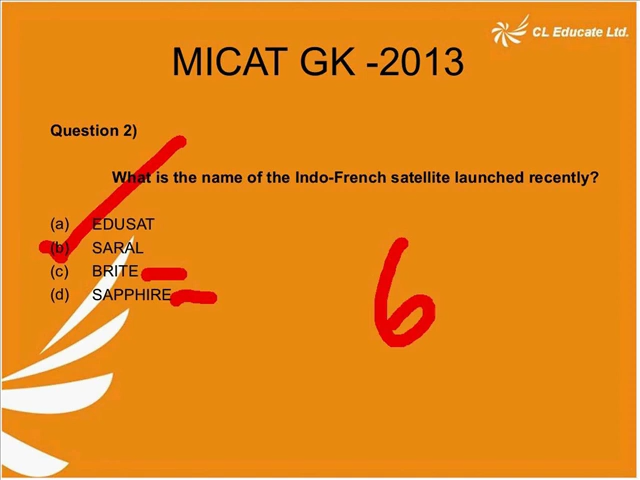 CL Educate Ltd.
MICAT GK -2013
Question 2)
What is the name of the Indo-French satellite launched recently?
(a) EDUSAT
(b) SARAL
(c) BRITE
(d) SAPPHIRE
6